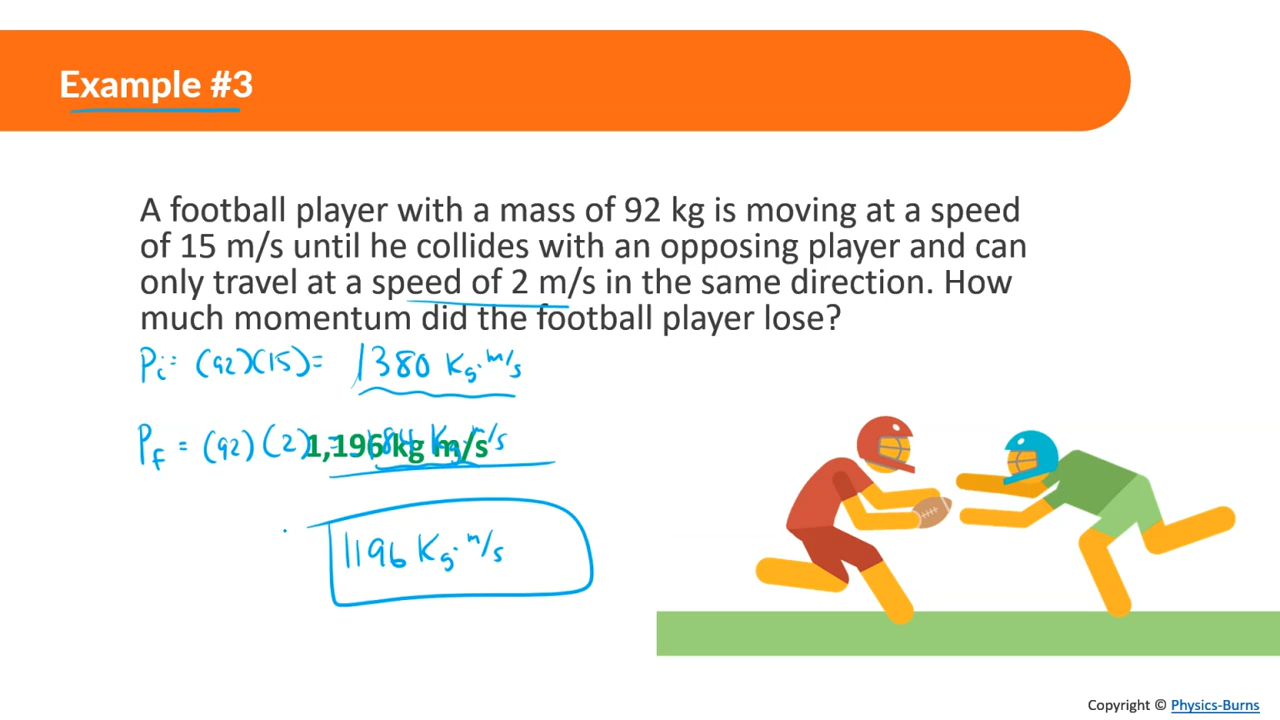 Example #3
A football player with a mass of 92 kg is moving at a speed
of 15 m/s until he collides with an opposing player and can
only travel at a speed of 2 m/s in the same direction. How
much momentum did the football player lose?
Pi = (92)(15) = 1380 Kg·m/s
PF = (92)(2) = 184 Kg·m/s
1,196 kg m/s
1196 Kg·m/s
Copyright © Physics-Burns